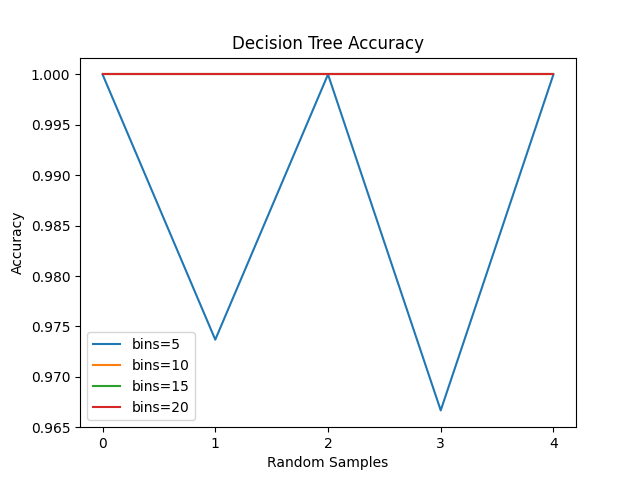 Decision Tree Accuracy
1.000
0.995
0.990
0.985
0.980
0.975
0.970
0.965
Accuracy
bins=5
bins=10
bins=15
bins=20
0 1 2 3 4
Random Samples